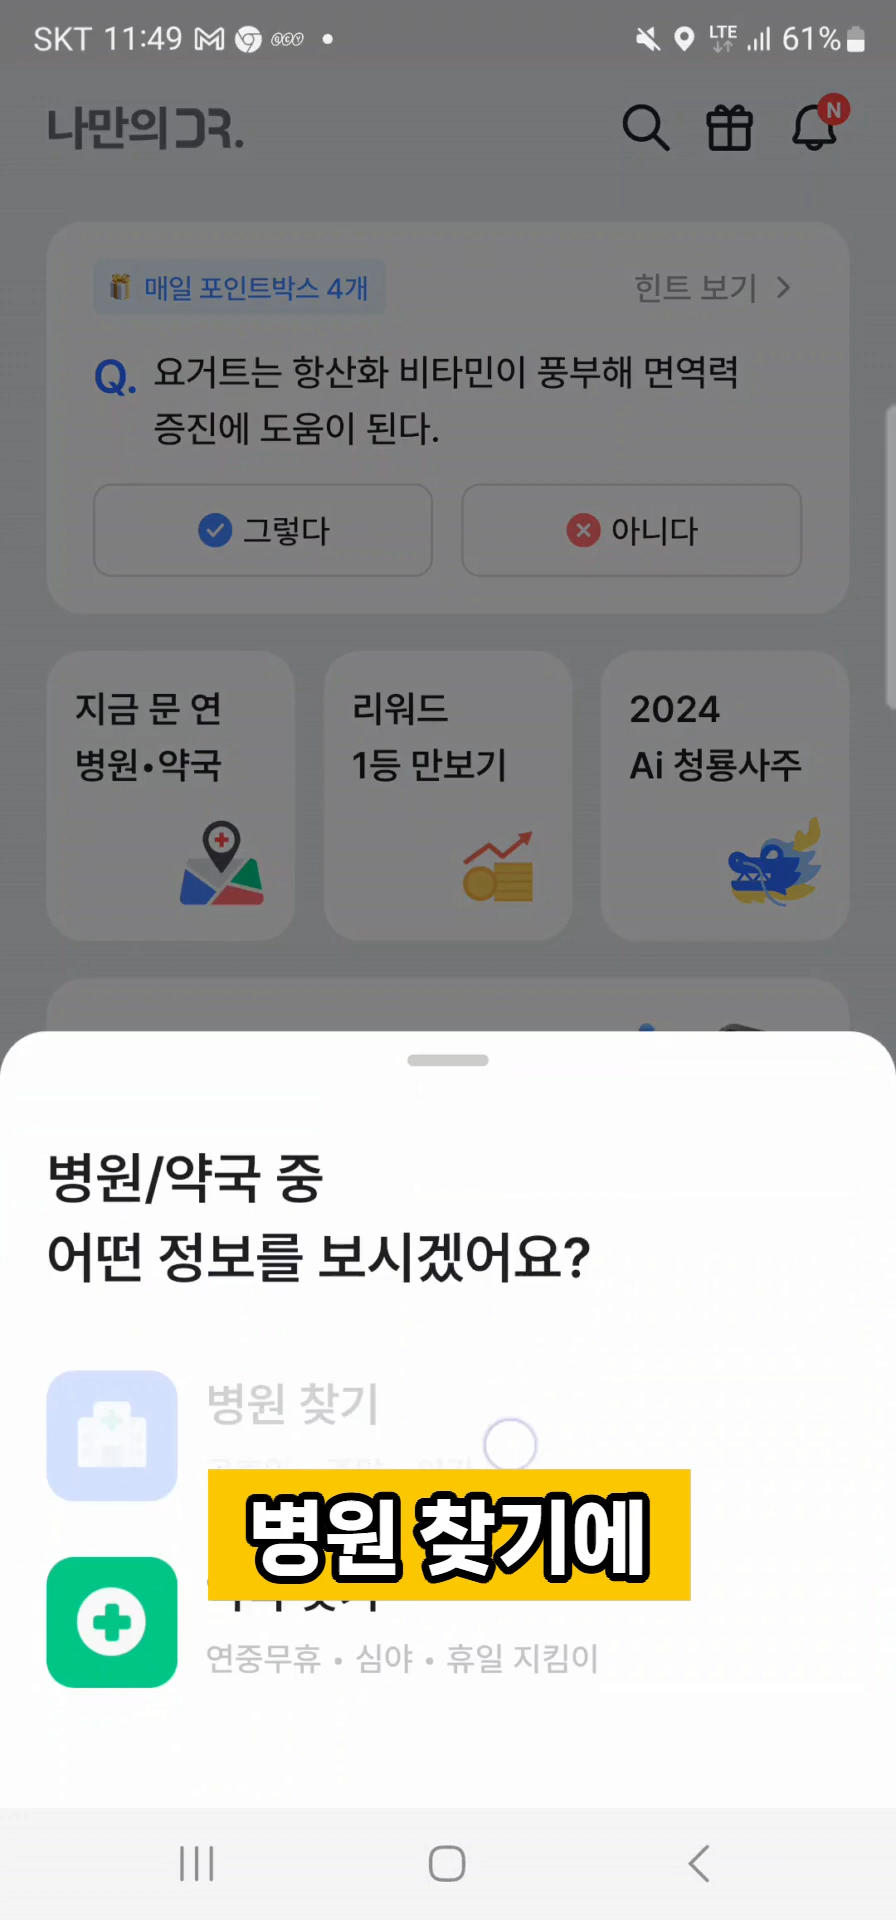 SKT 11:49
LTE
61%
나만의DR.
N
매일 포인트박스 4개
힌트 보기
Q. 요거트는 항산화 비타민이 풍부해 면역력
증진에 도움이 된다.
그렇다
아니다
지금 문 연
병원•약국
리워드
1등 만보기
2024
Ai 청룡사주
병원/약국 중
어떤 정보를 보시겠어요?
병원 찾기
병원 찾기에
연중무휴 • 심야 • 휴일 지킴이